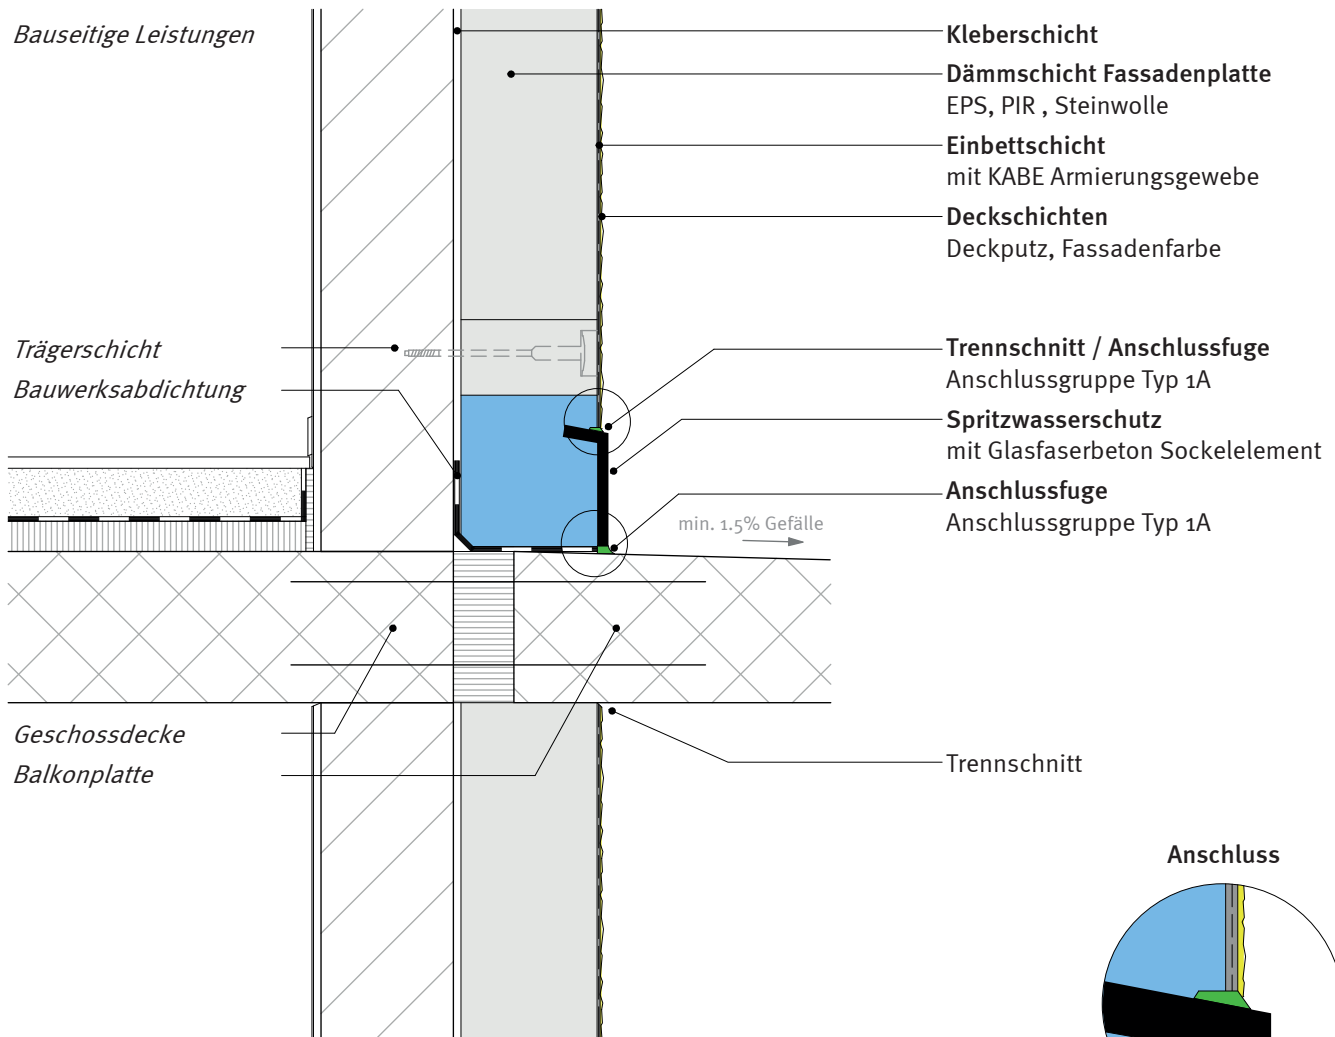 Bauseitige Leistungen
Kleberschicht
Dämmschicht Fassadenplatte
EPS, PIR , Steinwolle
Einbettschicht
mit KABE Armierungsgewebe
Deckschichten
Deckputz, Fassadenfarbe
Trägerschicht
Bauwerksabdichtung
Trennschnitt / Anschlussfuge
Anschlussgruppe Typ 1A
Spritzwasserschutz
mit Glasfaserbeton Sockelelement
Anschlussfuge
Anschlussgruppe Typ 1A
min. 1.5% Gefälle
Geschossdecke
Balkonplatte
Trennschnitt
Anschluss